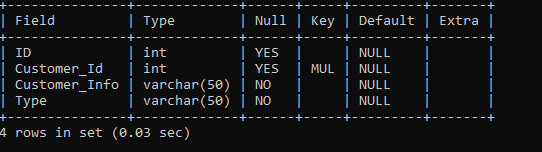 +---------------+-------------+------+-----+---------+-------+
| Field         | Type        | Null | Key | Default | Extra |
+---------------+-------------+------+-----+---------+-------+
| ID            | int         | YES  |     | NULL    |       |
| Customer_Id   | int         | YES  | MUL | NULL    |       |
| Customer_Info | varchar(50) | NO   |     | NULL    |       |
| Type          | varchar(50) | NO   |     | NULL    |       |
+---------------+-------------+------+-----+---------+-------+
4 rows in set (0.03 sec)